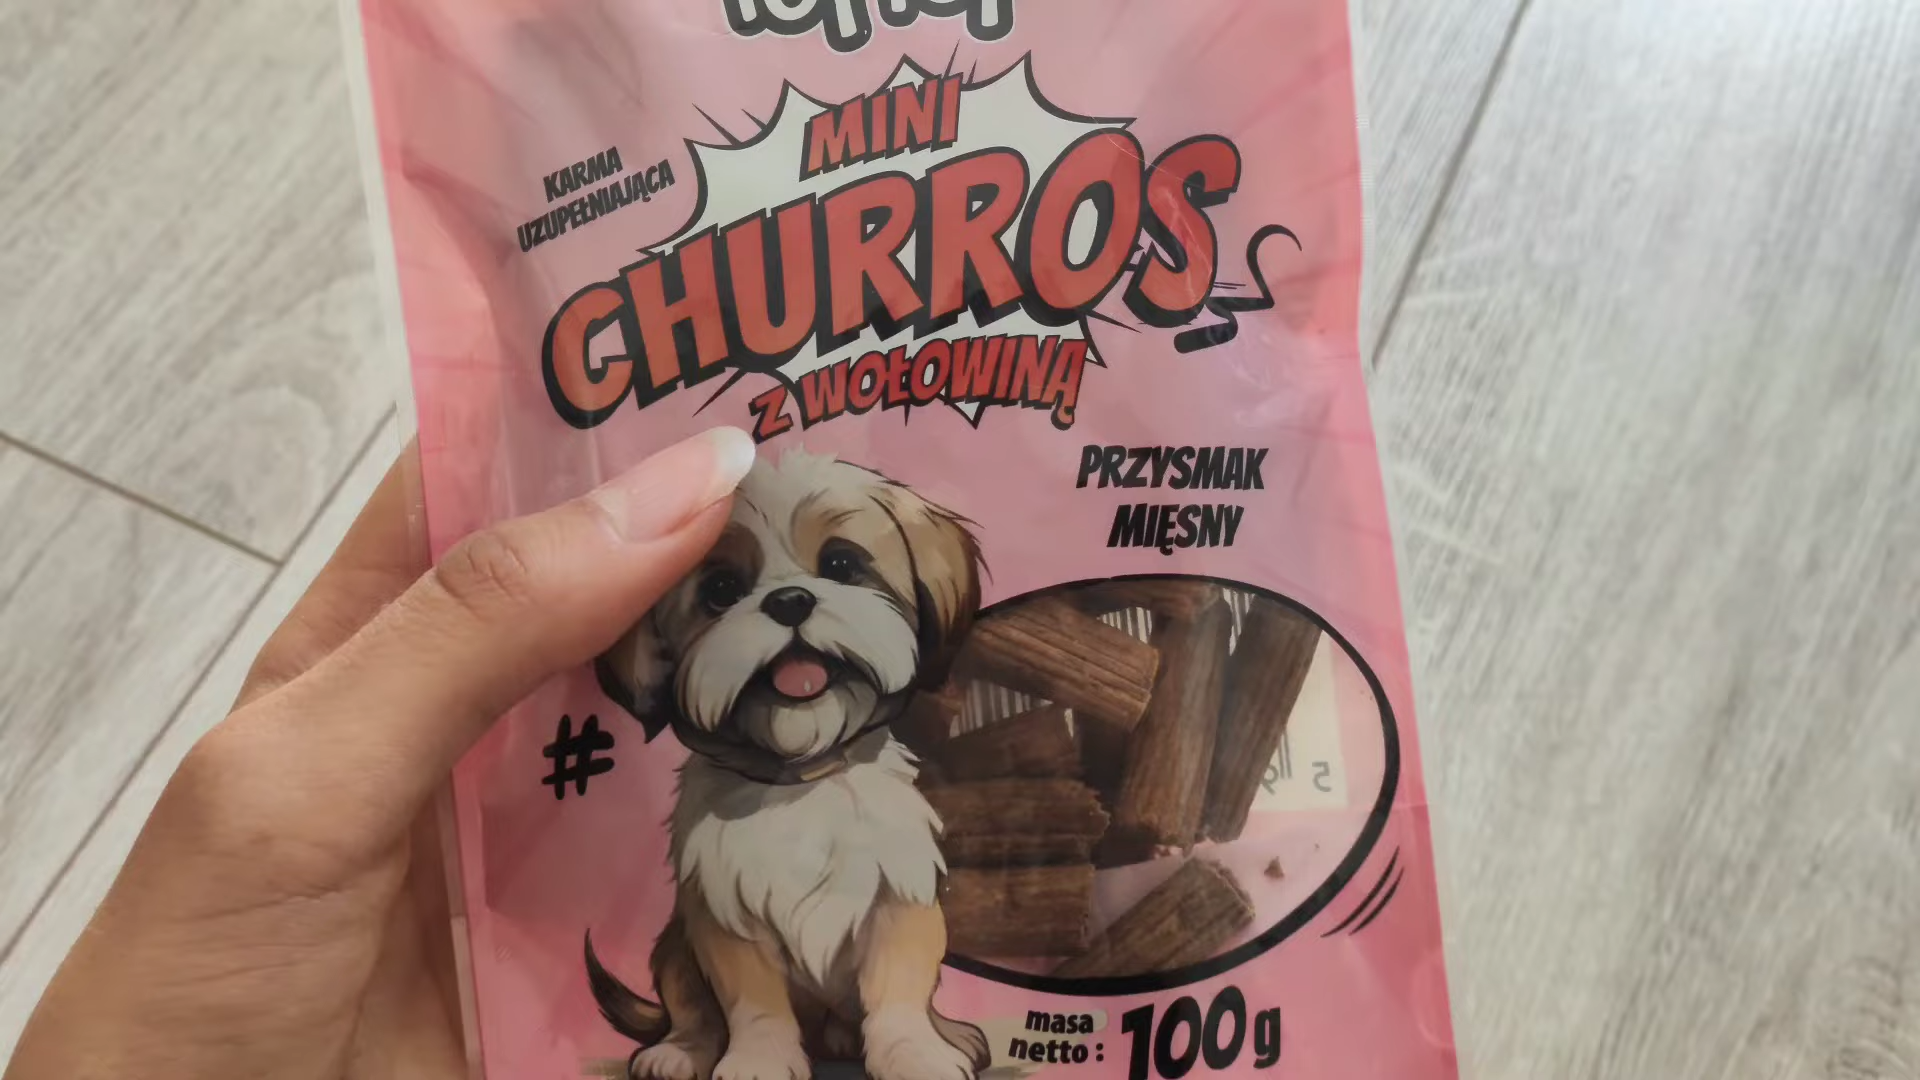 MINI
CHURROS
Z WOŁOWINĄ
KARMA
UZUPEŁNIAJĄCA
PRZYSMAK
MIĘSNY
#
masa
netto: 100g